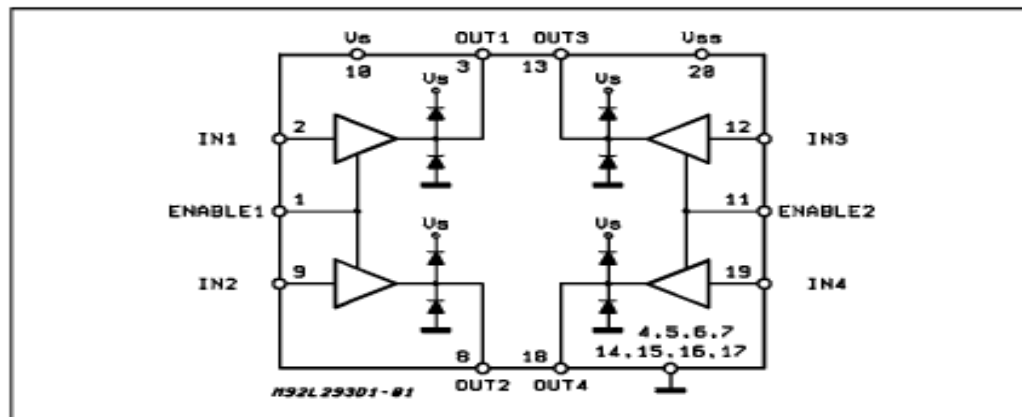 Vs OUT1 OUT3 Vss
10 3 13 20
Vs Vs
IN1 2 12 IN3
ENABLE1 1 11 ENABLE2
Vs Vs
IN2 9 19 IN4
4.5.6.7
8 18 14.15.16.17
OUT2 OUT4
M92L293D1-01